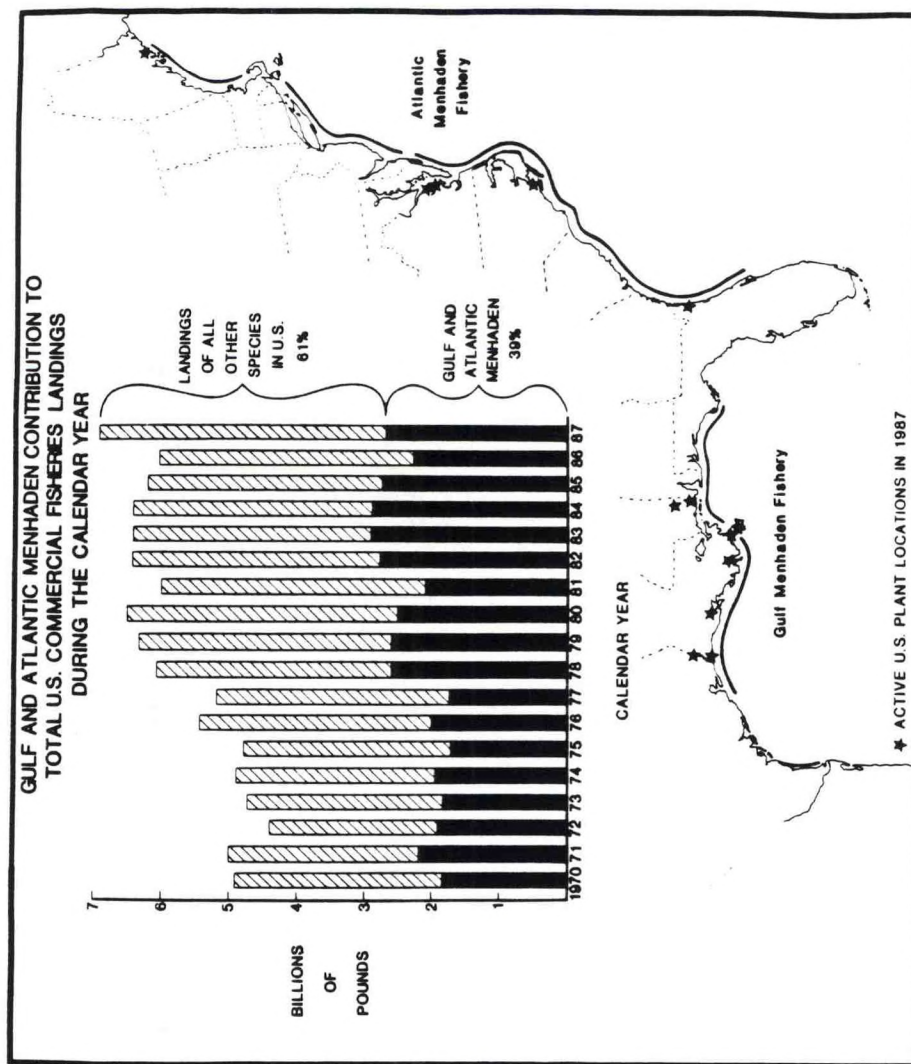 GULF AND ATLANTIC MENHADEN CONTRIBUTION TO
TOTAL U.S. COMMERCIAL FISHERIES LANDINGS
DURING THE CALENDAR YEAR
7
6
5
4
3
2
1
BILLIONS
OF
POUNDS
1970 71 72 73 74 75 76 77 78 79 80 81 82 83 84 85 86 87
CALENDAR YEAR
LANDINGS
OF ALL
OTHER
SPECIES
IN U.S.
61%
GULF AND
ATLANTIC
MENHADEN
39%
Atlantic
Menhaden
Fishery
Gulf Menhaden Fishery
★ ACTIVE U.S. PLANT LOCATIONS IN 1987